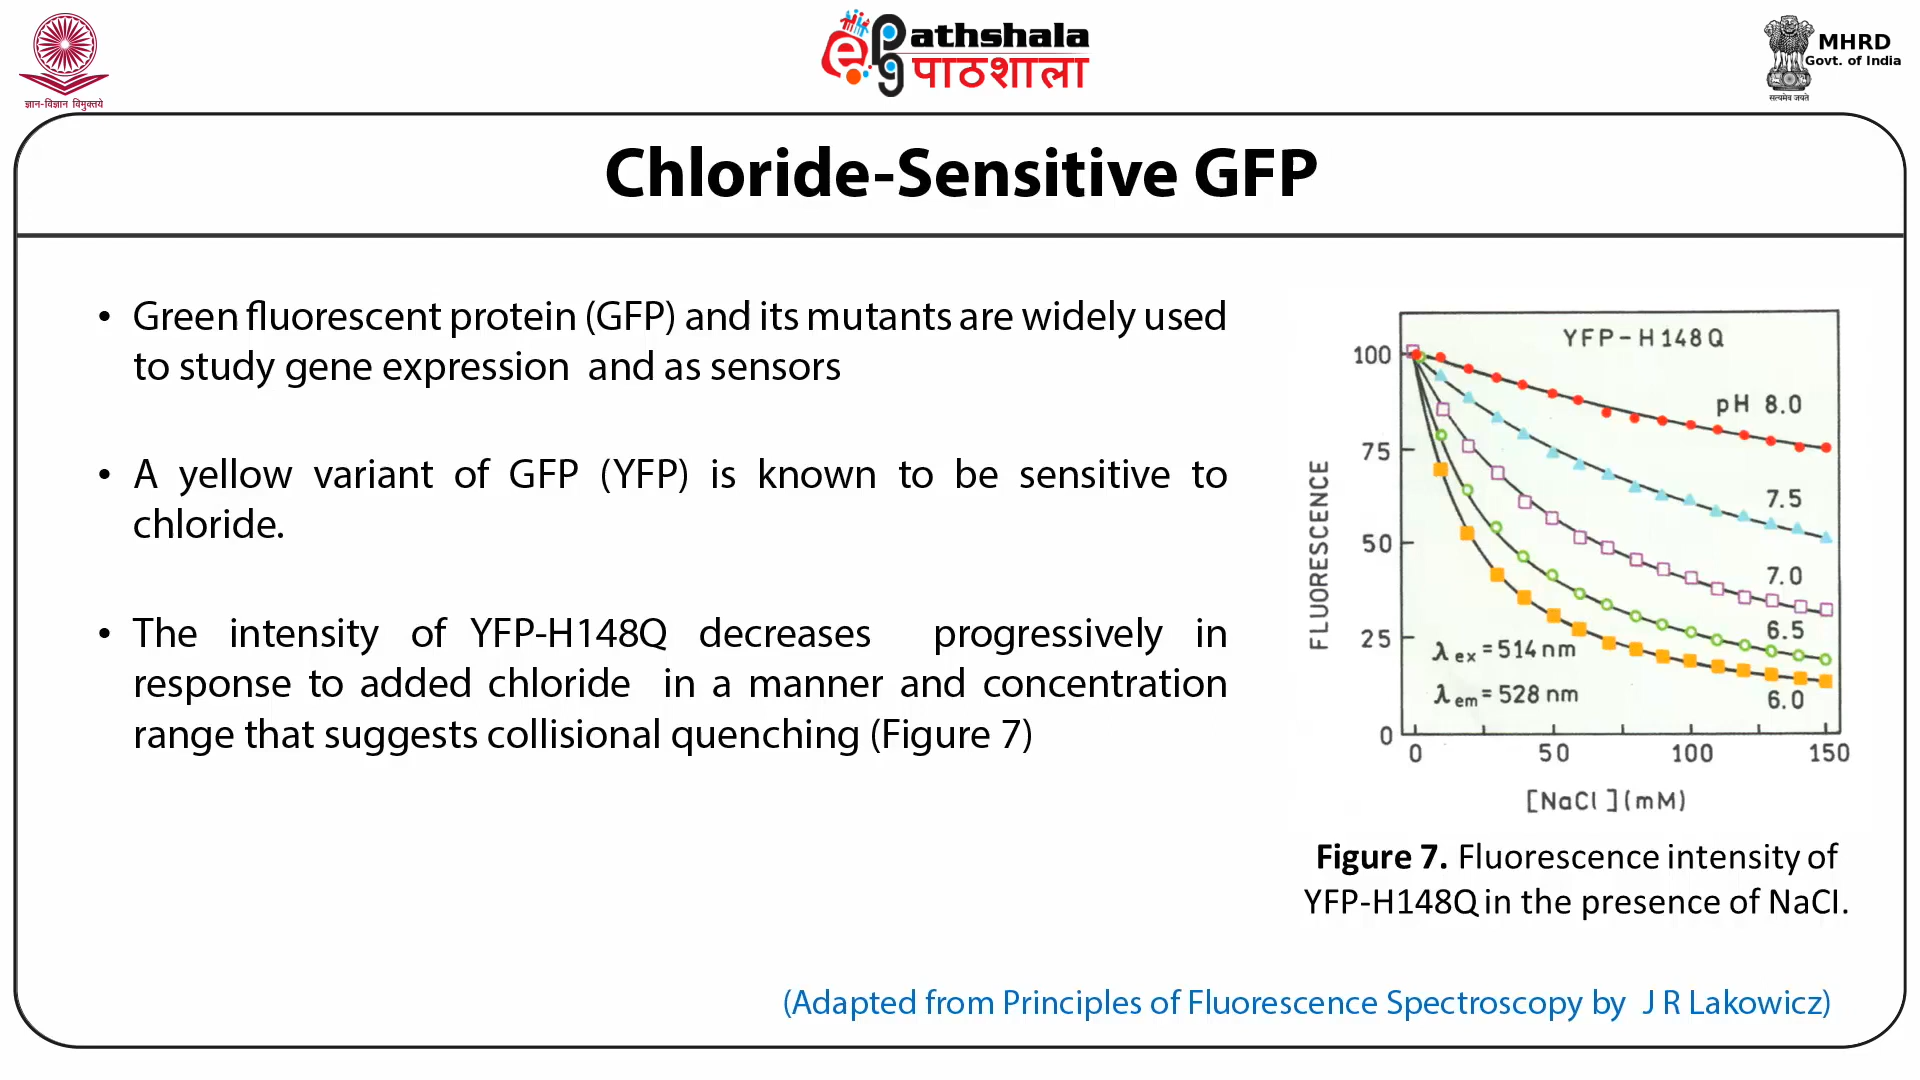 ज्ञान-विज्ञान विमुक्तये
ePathshala
पाठशाला
MHRD
Govt. of India
सत्यमेव जयते
Chloride-Sensitive GFP
• Green fluorescent protein (GFP) and its mutants are widely used
to study gene expression and as sensors
• A yellow variant of GFP (YFP) is known to be sensitive to
chloride.
• The intensity of YFP-H148Q decreases progressively in
response to added chloride in a manner and concentration
range that suggests collisional quenching (Figure 7)
YFP-H148Q
100
pH 8.0
75
7.5
50
7.0
25
6.5
λex = 514 nm
λem = 528 nm
6.0
0
FLUORESCENCE
0 50 100 150
[NaCl](mM)
Figure 7. Fluorescence intensity of
YFP-H148Q in the presence of NaCl.
(Adapted from Principles of Fluorescence Spectroscopy by J R Lakowicz)